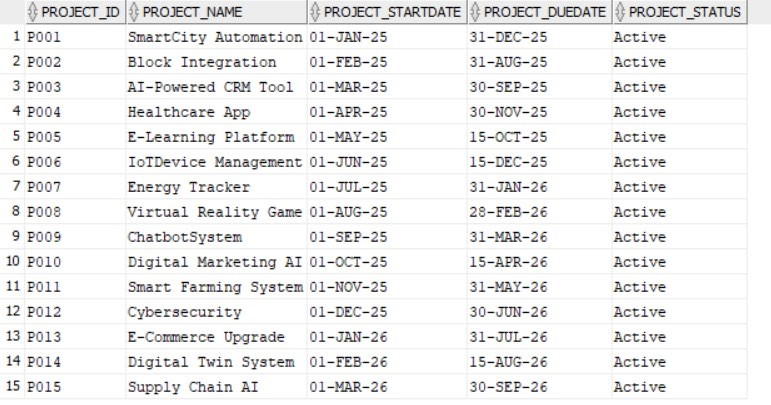 PROJECT_ID PROJECT_NAME PROJECT_STARTDATE PROJECT_DUEDATE PROJECT_STATUS
1 P001 SmartCity Automation 01-JAN-25 31-DEC-25 Active
2 P002 Block Integration 01-FEB-25 31-AUG-25 Active
3 P003 AI-Powered CRM Tool 01-MAR-25 30-SEP-25 Active
4 P004 Healthcare App 01-APR-25 30-NOV-25 Active
5 P005 E-Learning Platform 01-MAY-25 15-OCT-25 Active
6 P006 IoTDevice Management 01-JUN-25 15-DEC-25 Active
7 P007 Energy Tracker 01-JUL-25 31-JAN-26 Active
8 P008 Virtual Reality Game 01-AUG-25 28-FEB-26 Active
9 P009 ChatbotSystem 01-SEP-25 31-MAR-26 Active
10 P010 Digital Marketing AI 01-OCT-25 15-APR-26 Active
11 P011 Smart Farming System 01-NOV-25 31-MAY-26 Active
12 P012 Cybersecurity 01-DEC-25 30-JUN-26 Active
13 P013 E-Commerce Upgrade 01-JAN-26 31-JUL-26 Active
14 P014 Digital Twin System 01-FEB-26 15-AUG-26 Active
15 P015 Supply Chain AI 01-MAR-26 30-SEP-26 Active